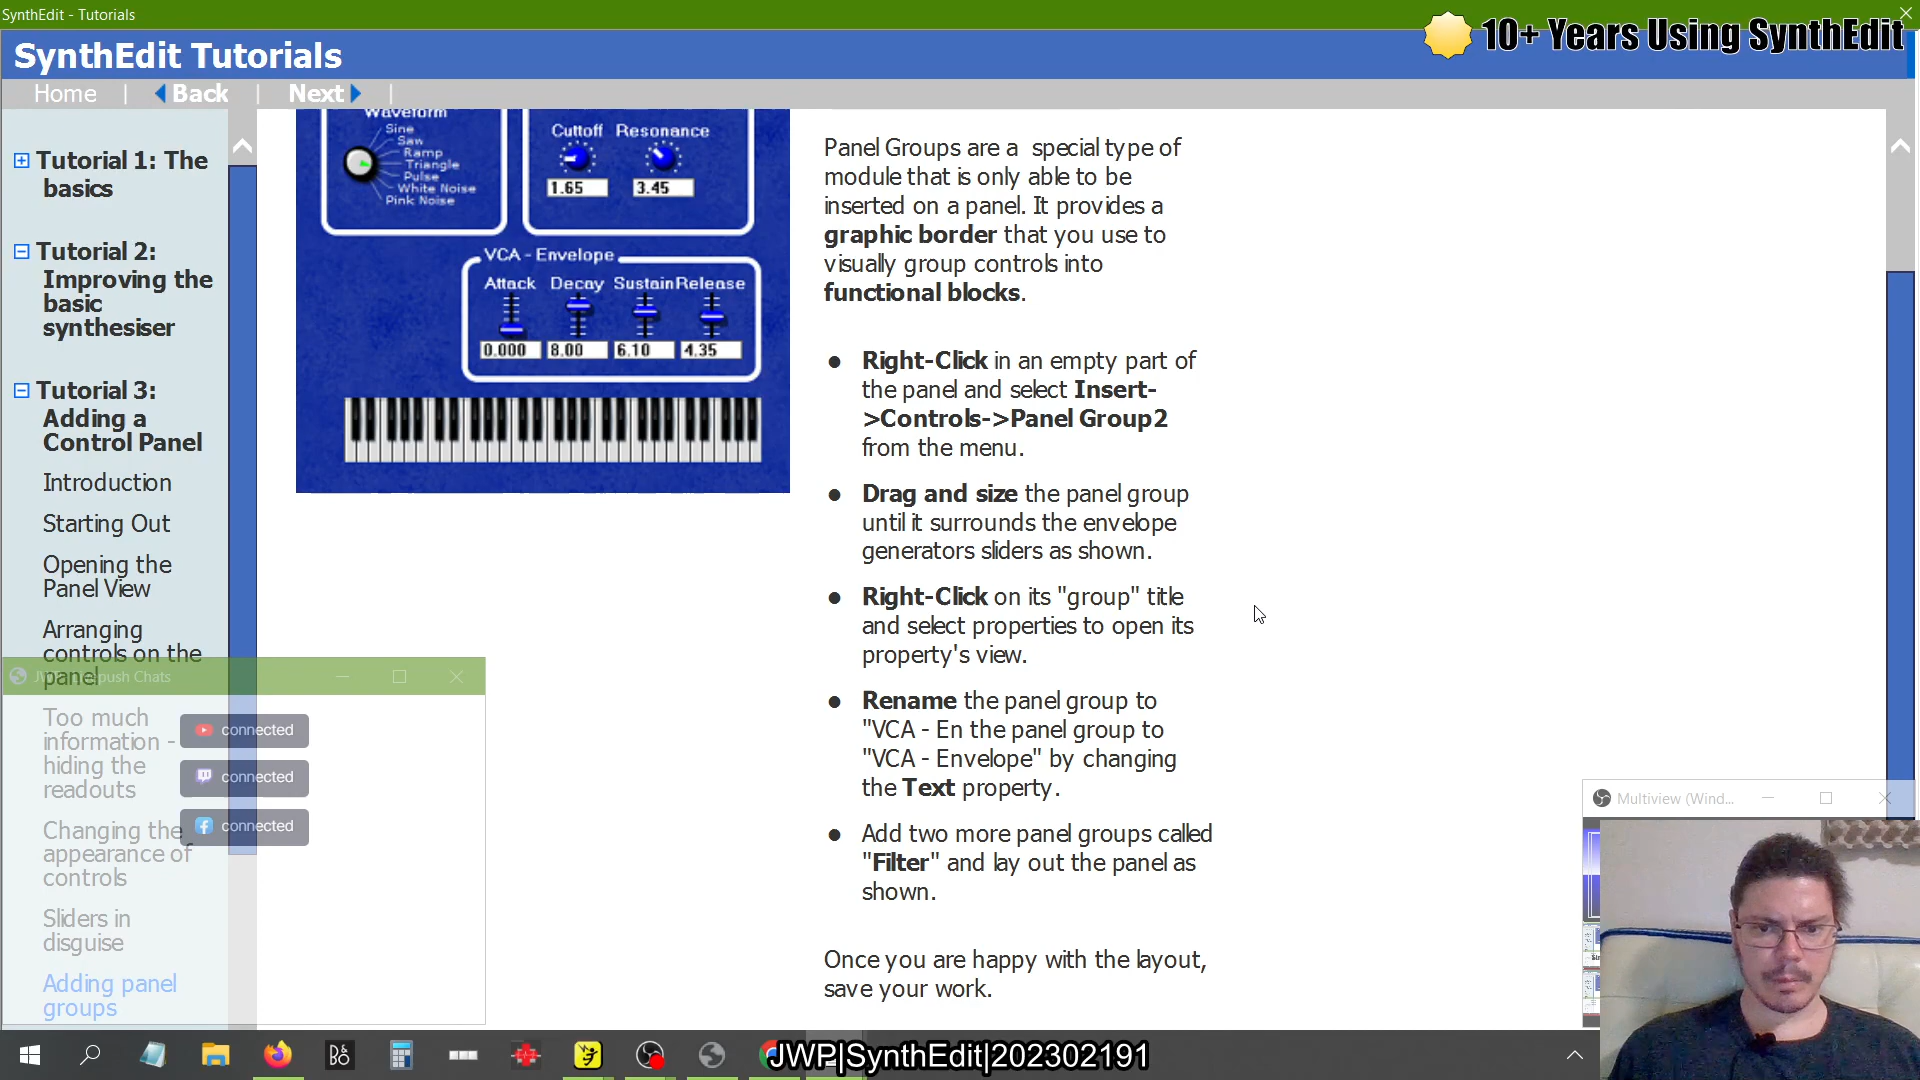 SynthEdit - Tutorials
10+ Years Using SynthEdit
SynthEdit Tutorials
Home | Back | Next |
Tutorial 1: The
basics
Tutorial 2:
Improving the
basic
synthesiser
Tutorial 3:
Adding a
Control Panel
Introduction
Starting Out
Opening the
Panel View
Arranging
controls on the
panel
Too much
information -
hiding the
readouts
Changing the
appearance of
controls
Sliders in
disguise
Adding panel
groups
Chats
connected
connected
connected
Waveform
Sine
Saw
Ramp
Triangle
Pulse
White Noise
Pink Noise
Cuttoff Resonance
1.65 3.45
VCA - Envelope
Attack Decay Sustain Release
0.000 8.00 6.10 4.35
Panel Groups are a special type of
module that is only able to be
inserted on a panel. It provides a
graphic border that you use to
visually group controls into
functional blocks.
Right-Click in an empty part of
the panel and select Insert-
>Controls->Panel Group2
from the menu.
Drag and size the panel group
until it surrounds the envelope
generators sliders as shown.
Right-Click on its "group" title
and select properties to open its
property's view.
Rename the panel group to
"VCA - En the panel group to
"VCA - Envelope" by changing
the Text property.
Add two more panel groups called
"Filter" and lay out the panel as
shown.
Once you are happy with the layout,
save your work.
Multiview (Wind...
JWP|SynthEdit|202302191